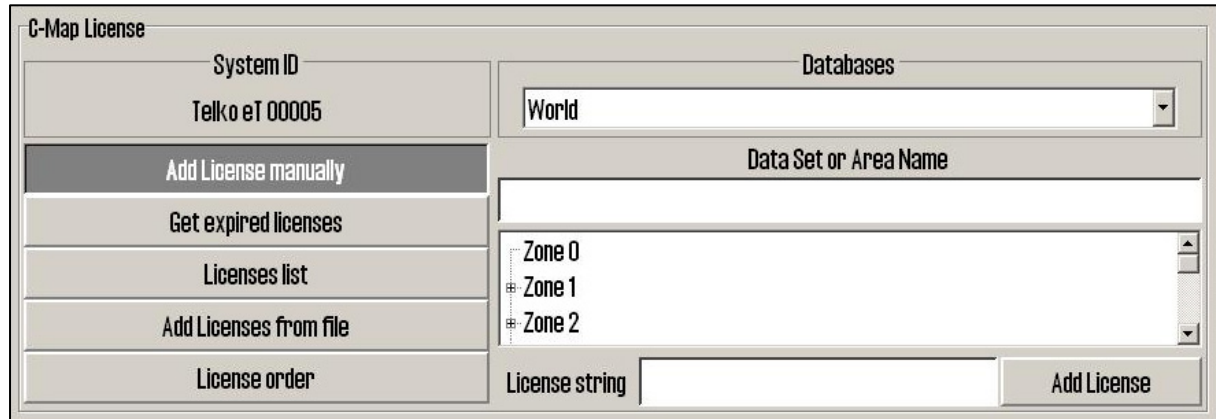 C-Map License
System ID
Telko eT 00005
Add License manually
Get expired licenses
Licenses list
Add Licenses from file
License order
Databases
World
Data Set or Area Name
Zone 0
Zone 1
Zone 2
License string
Add License